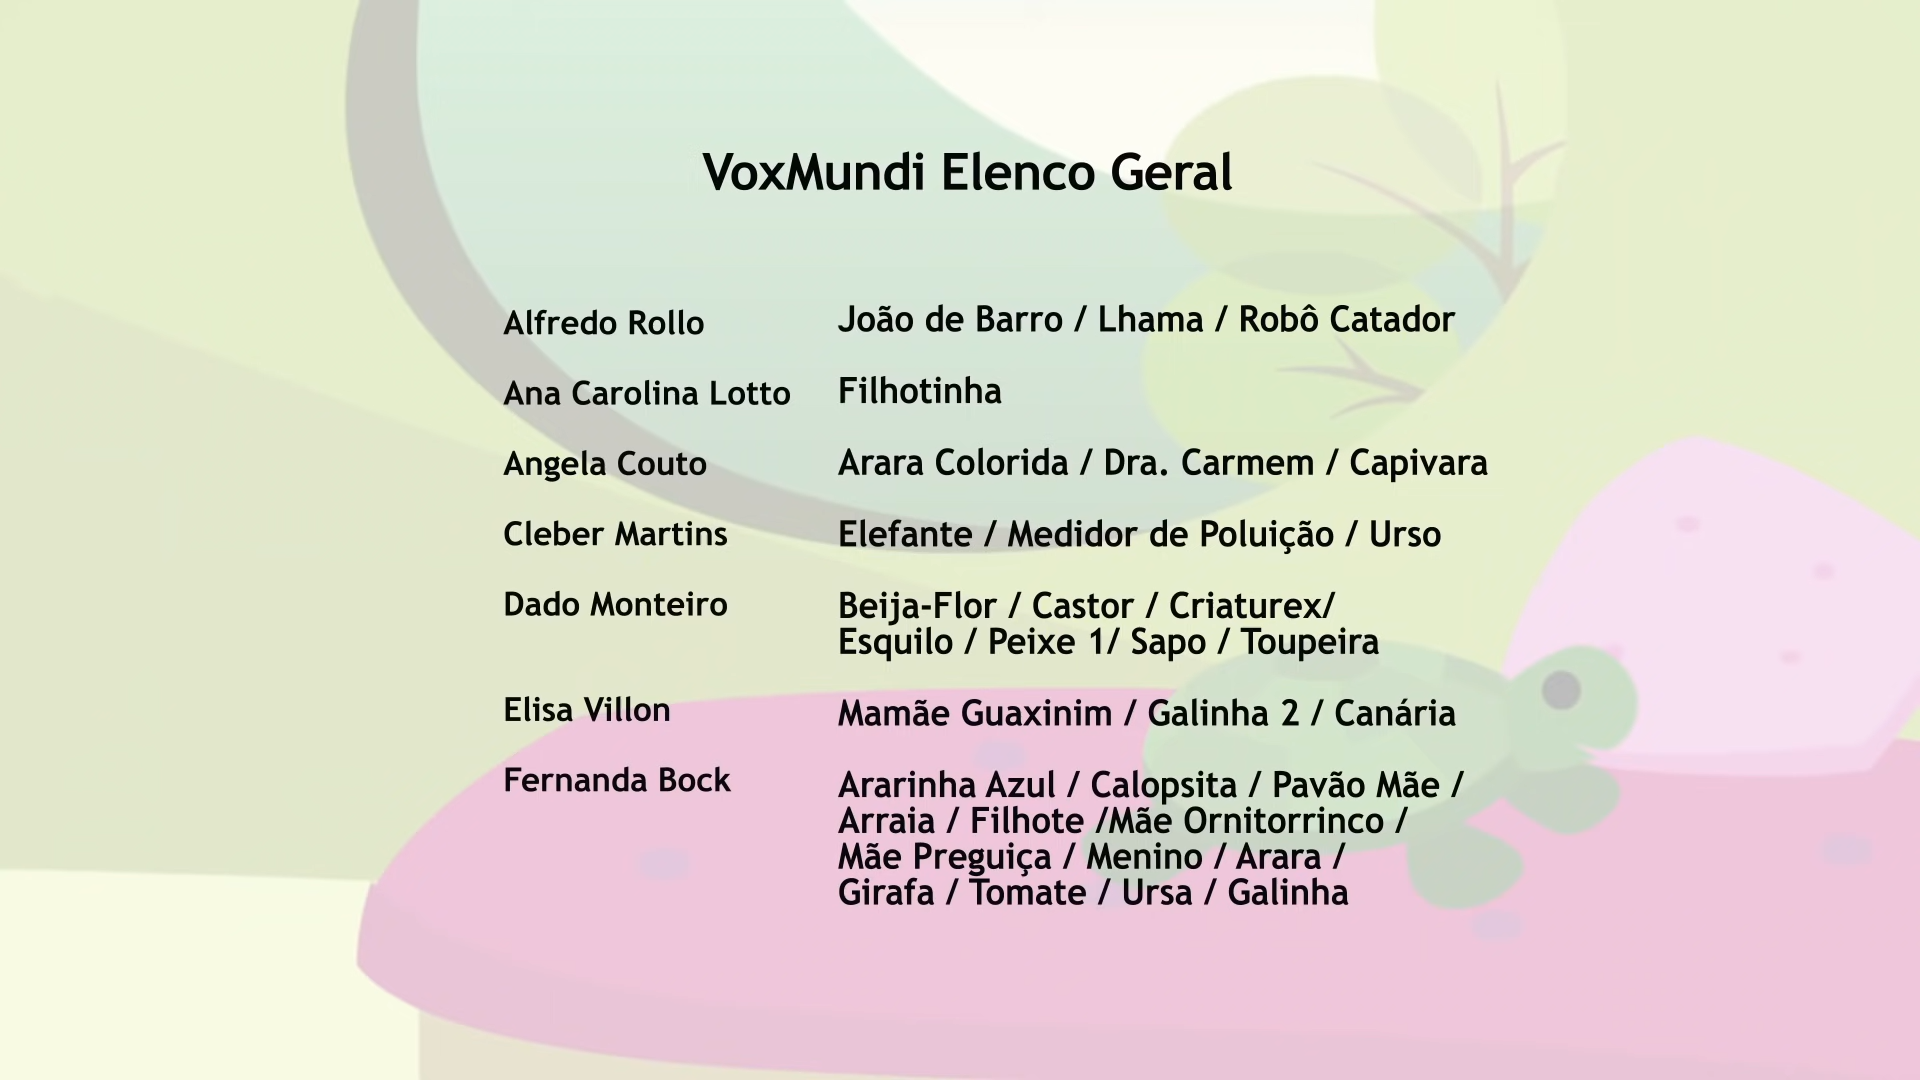 VoxMundi Elenco Geral
Alfredo Rollo João de Barro / Lhama / Robô Catador
Ana Carolina Lotto Filhotinha
Angela Couto Arara Colorida / Dra. Carmem / Capivara
Cleber Martins Elefante / Medidor de Poluição / Urso
Dado Monteiro Beija-Flor / Castor / Criaturex/
Esquilo / Peixe 1/ Sapo / Toupeira
Elisa Villon Mamãe Guaxinim / Galinha 2 / Canária
Fernanda Bock Ararinha Azul / Calopsita / Pavão Mãe /
Arraia / Filhote /Mãe Ornitorrinco /
Mãe Preguiça / Menino / Arara /
Girafa / Tomate / Ursa / Galinha